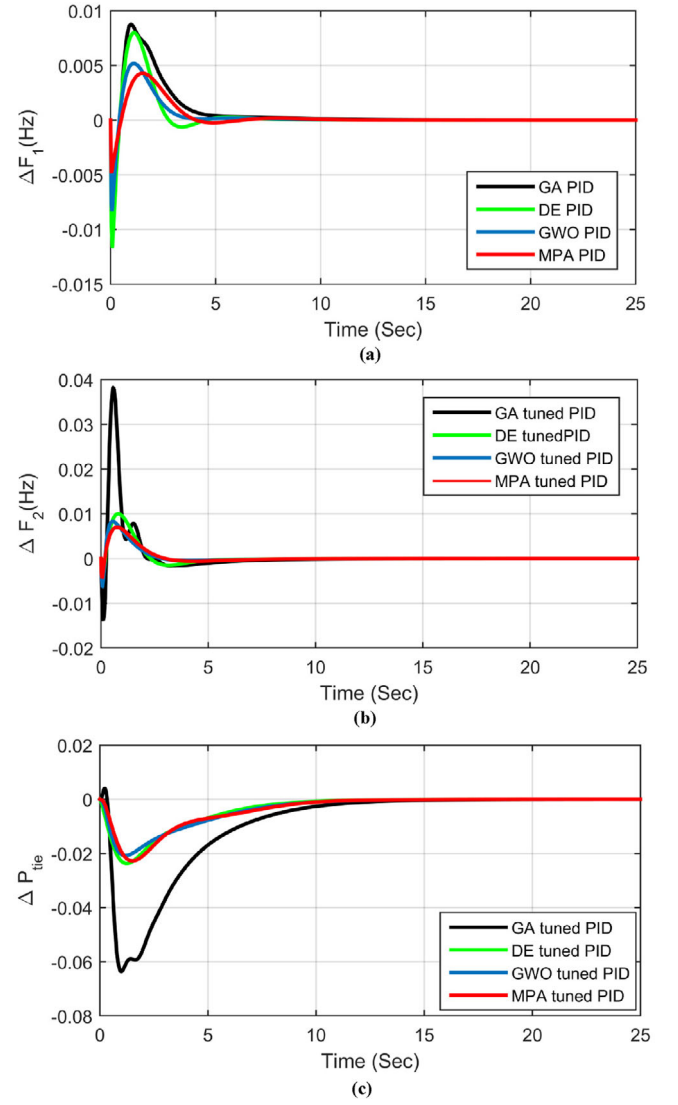 0.01
0.005
0
-0.005
-0.01
-0.015
ΔF1(Hz)
GA PID
DE PID
GWO PID
MPA PID
0 5 10 15 20 25
Time (Sec)
(a)
0.04
0.03
0.02
0.01
0
-0.01
-0.02
Δ F2(Hz)
GA tuned PID
DE tunedPID
GWO tuned PID
MPA tuned PID
0 5 10 15 20 25
Time (Sec)
(b)
0.02
0
-0.02
-0.04
-0.06
-0.08
Δ Ptie
GA tuned PID
DE tuned PID
GWO tuned PID
MPA tuned PID
0 5 10 15 20 25
Time (Sec)
(c)